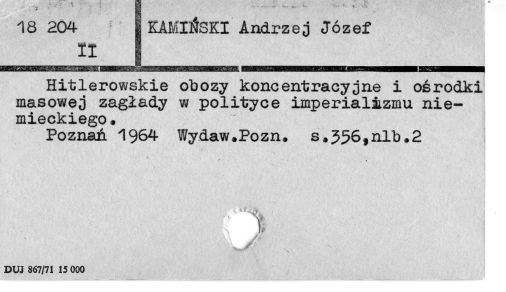 18 204
II
KAMIŃSKI Andrzej Józef
Hitlerowskie obozy koncentracyjne i ośrodki
masowej zagłady w polityce imperializmu nie-
mieckiego.
Poznań 1964 Wydaw.Pozn. s.356,nlb.2
DUJ 867/71 15 000